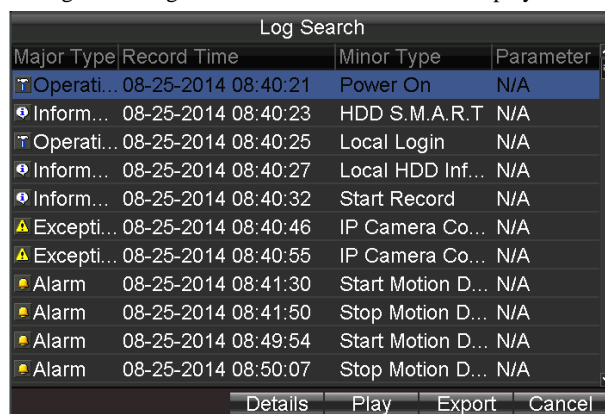 Log Search
Major Type Record Time Minor Type Parameter
Operati... 08-25-2014 08:40:21 Power On N/A
Inform... 08-25-2014 08:40:23 HDD S.M.A.R.T N/A
Operati... 08-25-2014 08:40:25 Local Login N/A
Inform... 08-25-2014 08:40:27 Local HDD Inf... N/A
Inform... 08-25-2014 08:40:32 Start Record N/A
Excepti... 08-25-2014 08:40:46 IP Camera Co... N/A
Excepti... 08-25-2014 08:40:55 IP Camera Co... N/A
Alarm 08-25-2014 08:41:30 Start Motion D... N/A
Alarm 08-25-2014 08:41:50 Stop Motion D... N/A
Alarm 08-25-2014 08:49:54 Start Motion D... N/A
Alarm 08-25-2014 08:50:07 Stop Motion D... N/A
Details Play Export Cancel